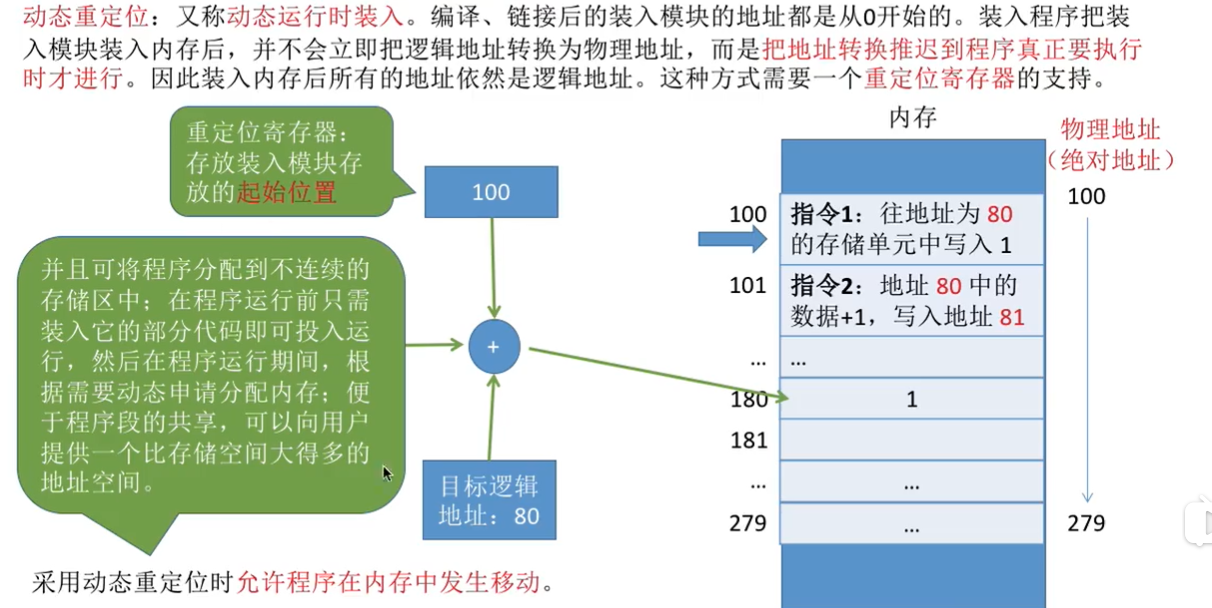 动态重定位：又称动态运行时装入。编译、链接后的装入模块的地址都是从0开始的。装入程序把装
入模块装入内存后，并不会立即把逻辑地址转换为物理地址，而是把地址转换推迟到程序真正要执行
时才进行。因此装入内存后所有的地址依然是逻辑地址。这种方式需要一个重定位寄存器的支持。
重定位寄存器：
存放装入模块存
放的起始位置
100
并且可将程序分配到不连续的
存储区中；在程序运行前只需
装入它的部分代码即可投入运
行，然后在程序运行期间，根
据需要动态申请分配内存；便
于程序段的共享，可以向用户
提供一个比存储空间大得多的
地址空间。
+
目标逻辑
地址：80
采用动态重定位时允许程序在内存中发生移动。
内存
物理地址
（绝对地址）
100
指令1：往地址为 80
的存储单元中写入 1
100
101
指令2：地址 80 中的
数据+1，写入地址 81
...
...
180
1
181
...
...
279
...
279